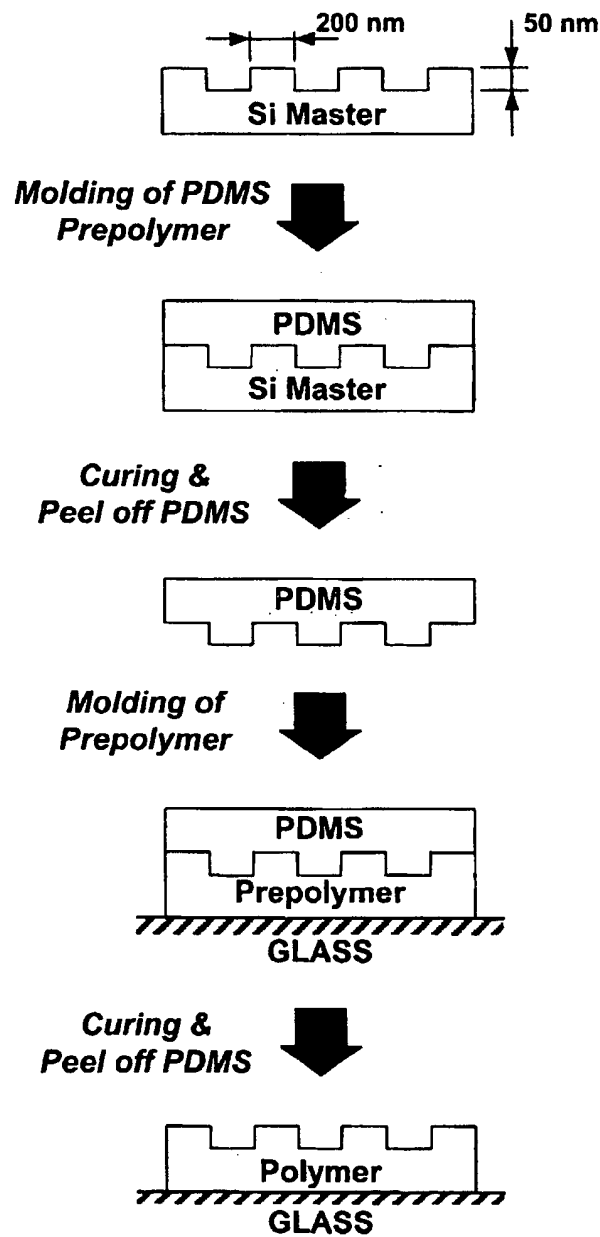 200 nm
50 nm
Si Master
Molding of PDMS
Prepolymer
PDMS
Si Master
Curing &
Peel off PDMS
PDMS
Molding of
Prepolymer
PDMS
Prepolymer
GLASS
Curing &
Peel off PDMS
Polymer
GLASS